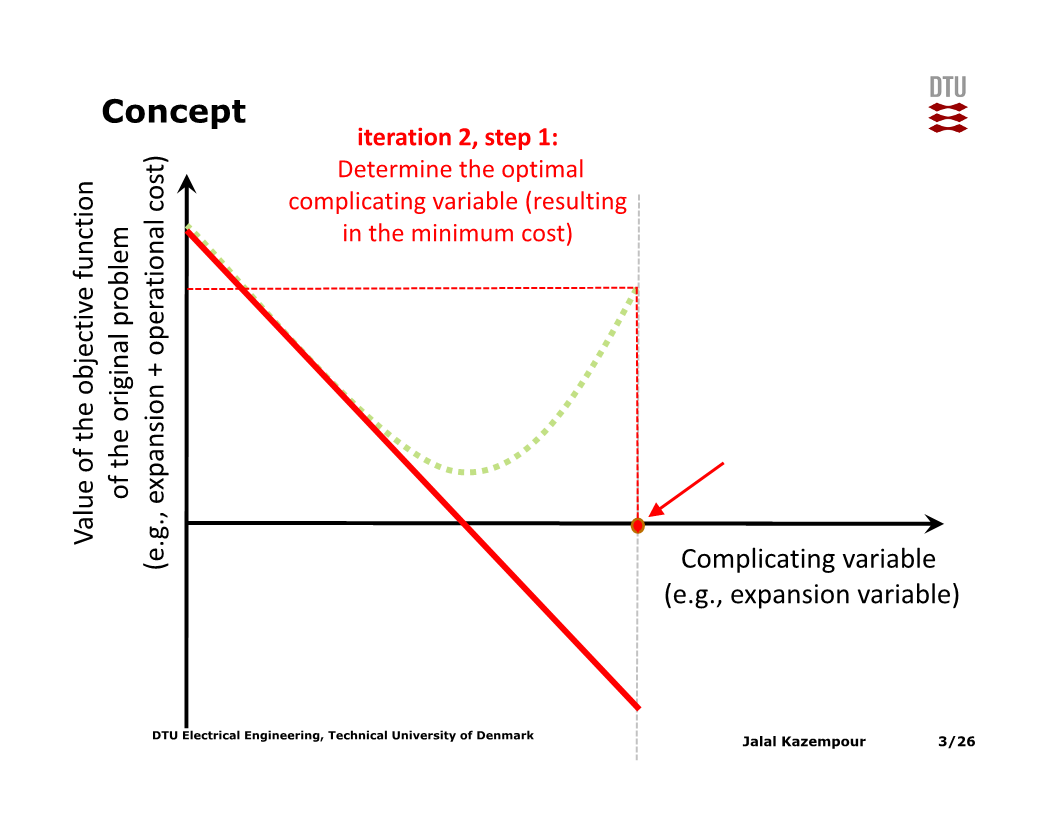 DTU
Concept
iteration 2, step 1:
Determine the optimal
complicating variable (resulting
in the minimum cost)
Value of the objective function
of the original problem
(e.g., expansion + operational cost)
Complicating variable
(e.g., expansion variable)
DTU Electrical Engineering, Technical University of Denmark
Jalal Kazempour
3/26